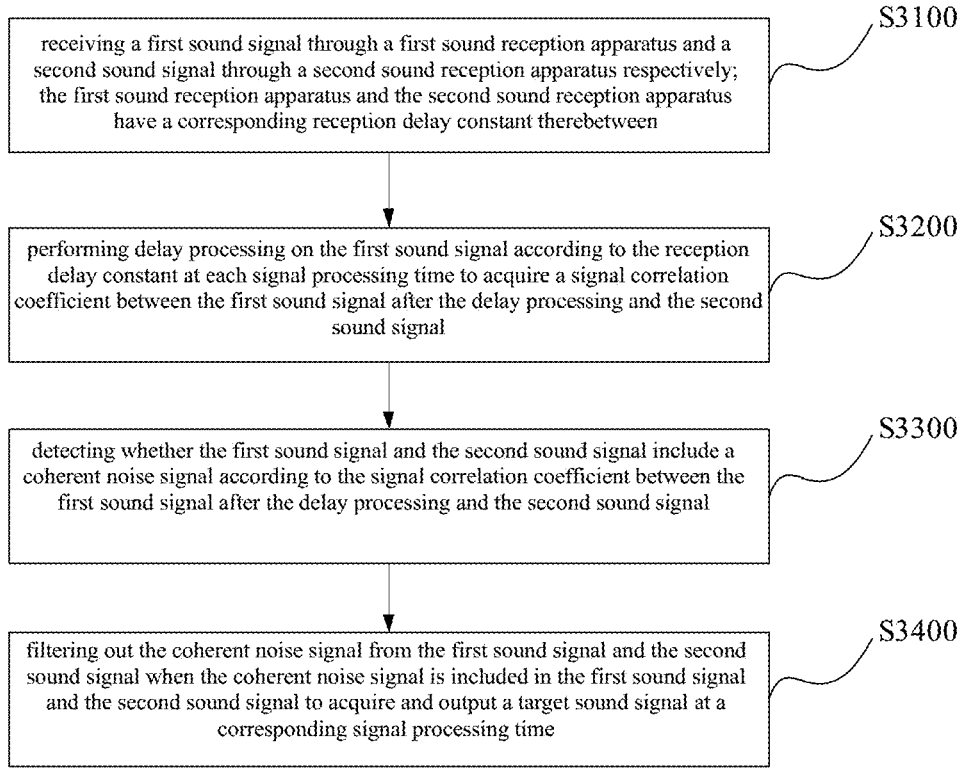 S3100
receiving a first sound signal through a first sound reception apparatus and a
second sound signal through a second sound reception apparatus respectively;
the first sound reception apparatus and the second sound reception apparatus
have a corresponding reception delay constant therebetween
S3200
performing delay processing on the first sound signal according to the reception
delay constant at each signal processing time to acquire a signal correlation
coefficient between the first sound signal after the delay processing and the second
sound signal
S3300
detecting whether the first sound signal and the second sound signal include a
coherent noise signal according to the signal correlation coefficient between the
first sound signal after the delay processing and the second sound signal
S3400
filtering out the coherent noise signal from the first sound signal and the second
sound signal when the coherent noise signal is included in the first sound signal
and the second sound signal to acquire and output a target sound signal at a
corresponding signal processing time